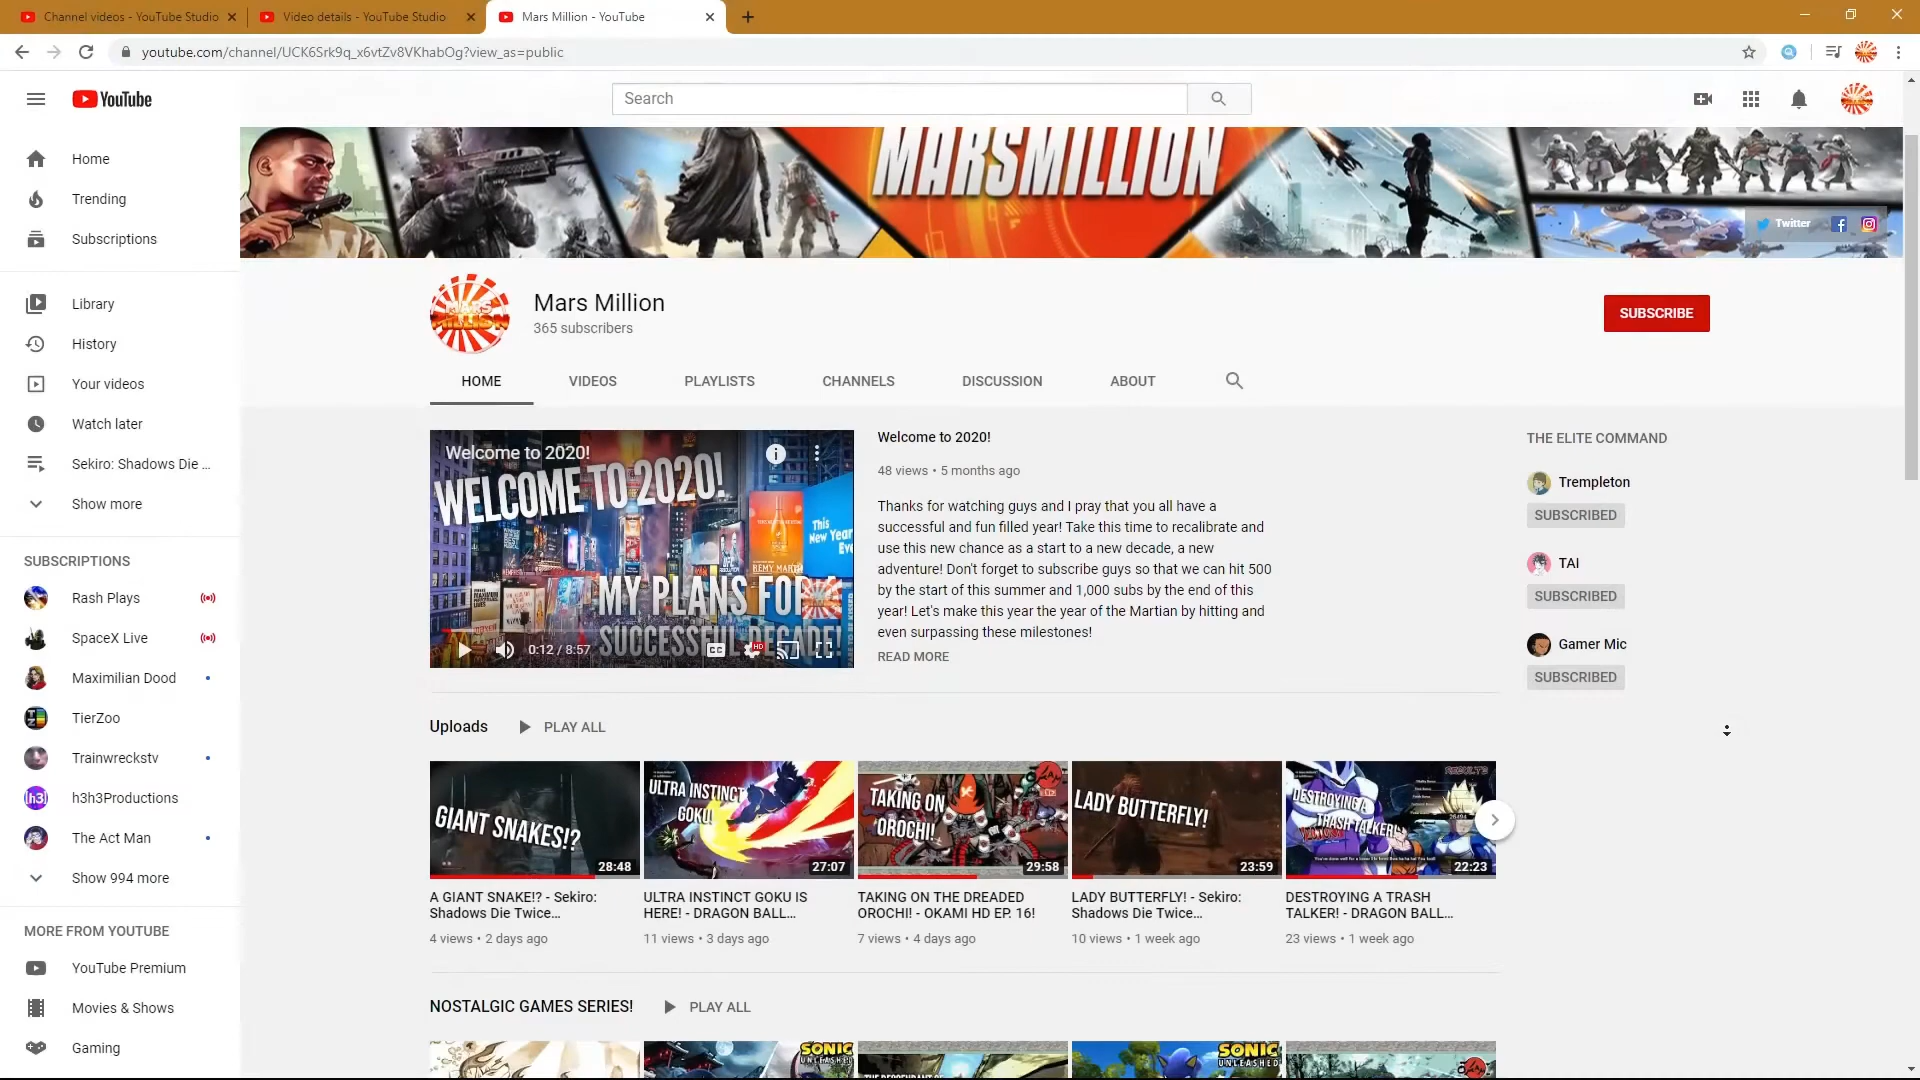 Channel videos - YouTube Studio
Video details - YouTube Studio
Mars Million - YouTube
youtube.com/channel/UCK6Srk9q_x6vtZv8VKhabOg?view_as=public
YouTube
Search
Home
Trending
Subscriptions
Library
History
Your videos
Watch later
Sekiro: Shadows Die ...
Show more
SUBSCRIPTIONS
Rash Plays
SpaceX Live
Maximilian Dood
TierZoo
Trainwreckstv
h3h3Productions
The Act Man
Show 994 more
MORE FROM YOUTUBE
YouTube Premium
Movies & Shows
Gaming
MARSMILLION
Twitter
MARS
MILLION
Mars Million
365 subscribers
SUBSCRIBE
HOME
VIDEOS
PLAYLISTS
CHANNELS
DISCUSSION
ABOUT
Welcome to 2020!
WELCOME TO 2020!
This
New Year's
Eve
REMY MARTIN
MY PLANS FOR
SUCCESSFUL DECADE!
0:12 / 8:57
CC
HD
Welcome to 2020!
48 views • 5 months ago
Thanks for watching guys and I pray that you all have a
successful and fun filled year! Take this time to recalibrate and
use this new chance as a start to a new decade, a new
adventure! Don't forget to subscribe guys so that we can hit 500
by the start of this summer and 1,000 subs by the end of this
year! Let's make this year the year of the Martian by hitting and
even surpassing these milestones!
READ MORE
THE ELITE COMMAND
Trempleton
SUBSCRIBED
TAI
SUBSCRIBED
Gamer Mic
SUBSCRIBED
Uploads
PLAY ALL
GIANT SNAKES!?
28:48
A GIANT SNAKE!? - Sekiro:
Shadows Die Twice...
4 views • 2 days ago
ULTRA INSTINCT
GOKU!
27:07
ULTRA INSTINCT GOKU IS
HERE! - DRAGON BALL...
11 views • 3 days ago
TAKING ON
OROCHI!
29:58
TAKING ON THE DREADED
OROCHI! - OKAMI HD EP. 16!
7 views • 4 days ago
LADY BUTTERFLY!
23:59
LADY BUTTERFLY! - Sekiro:
Shadows Die Twice...
10 views • 1 week ago
RESULTS
DESTROYING A
TRASH TALKER!
22:23
DESTROYING A TRASH
TALKER! - DRAGON BALL...
23 views • 1 week ago
NOSTALGIC GAMES SERIES!
PLAY ALL
SONIC
UNLEASHED
SONIC
UNLEASHED